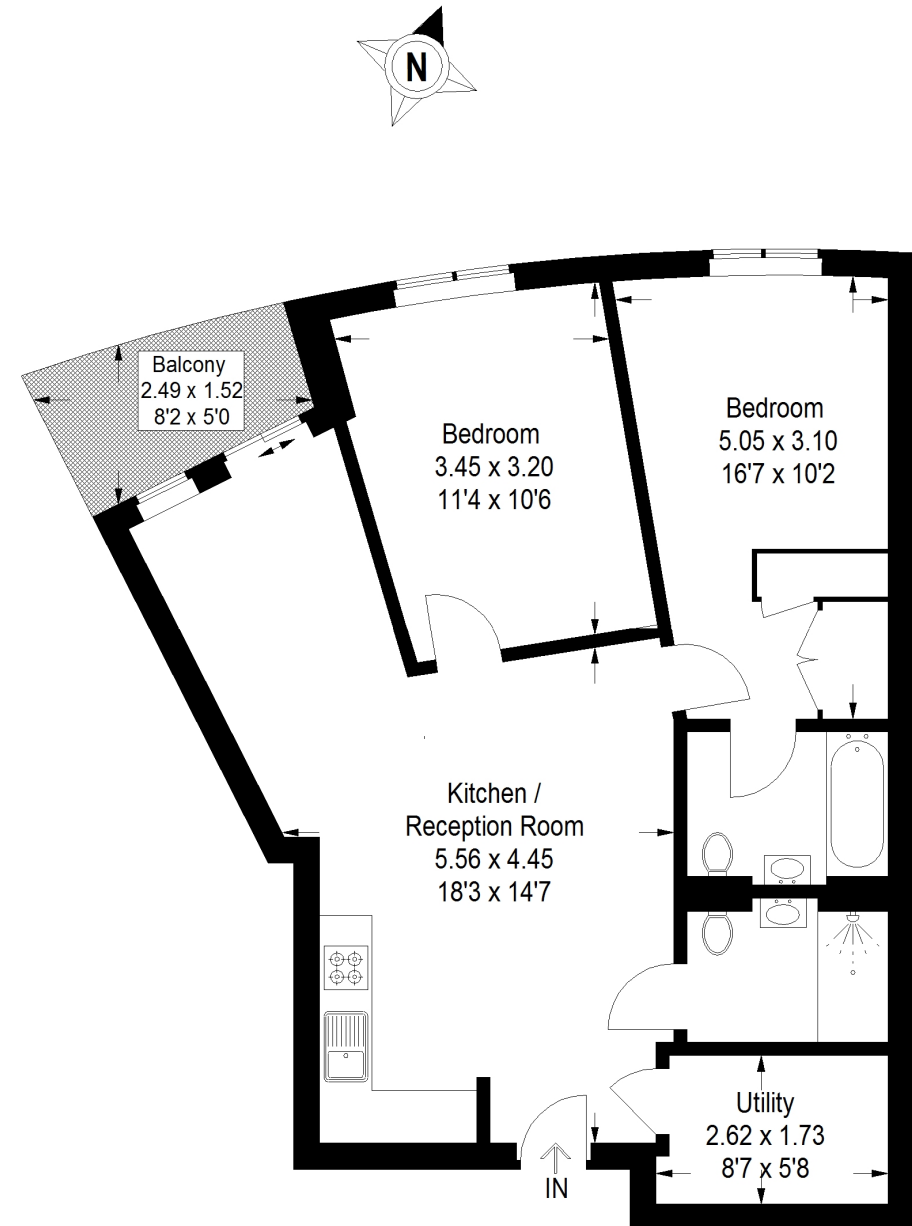 N
Balcony
2.49 x 1.52
8'2 x 5'0
Bedroom
3.45 x 3.20
11'4 x 10'6
Bedroom
5.05 x 3.10
16'7 x 10'2
Kitchen /
Reception Room
5.56 x 4.45
18'3 x 14'7
Utility
2.62 x 1.73
8'7 x 5'8
IN